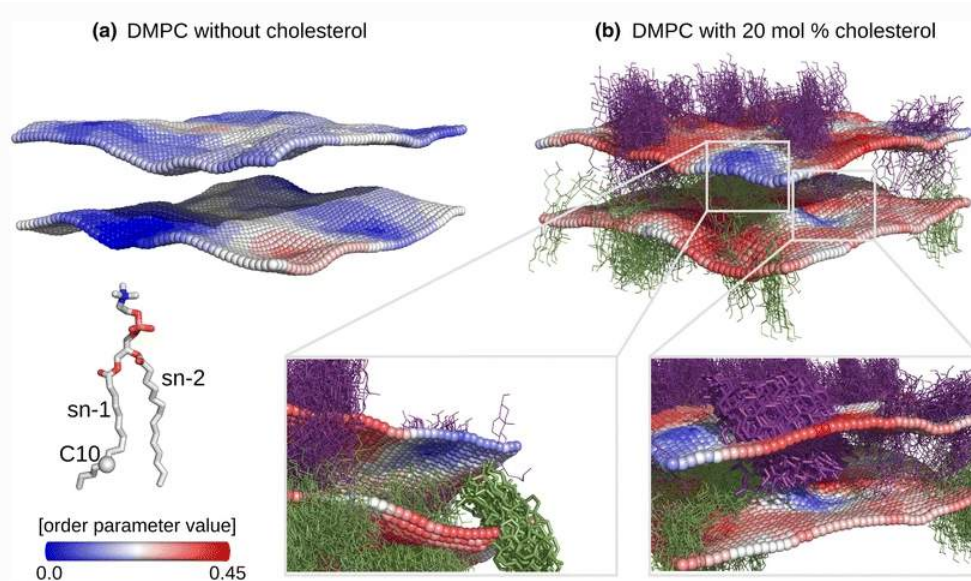 (a) DMPC without cholesterol
(b) DMPC with 20 mol % cholesterol
sn-2
sn-1
C10
[order parameter value]
0.0
0.45